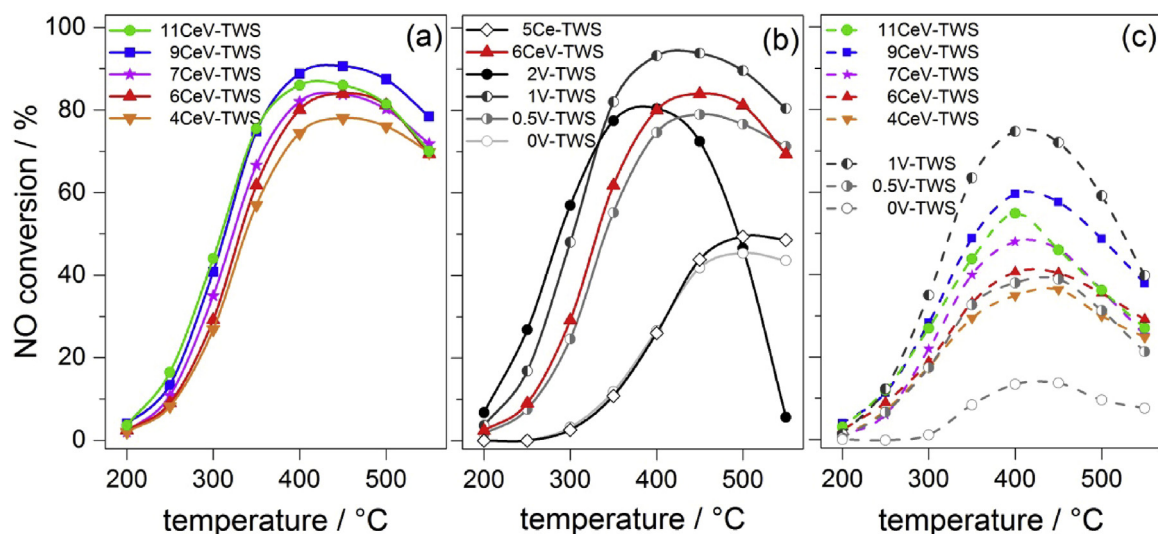 NO conversion / %
100
80
60
40
20
0
(a)
11CeV-TWS
9CeV-TWS
7CeV-TWS
6CeV-TWS
4CeV-TWS
200 300 400 500
temperature / °C
(b)
5Ce-TWS
6CeV-TWS
2V-TWS
1V-TWS
0.5V-TWS
0V-TWS
200 300 400 500
temperature / °C
(c)
11CeV-TWS
9CeV-TWS
7CeV-TWS
6CeV-TWS
4CeV-TWS
1V-TWS
0.5V-TWS
0V-TWS
200 300 400 500
temperature / °C